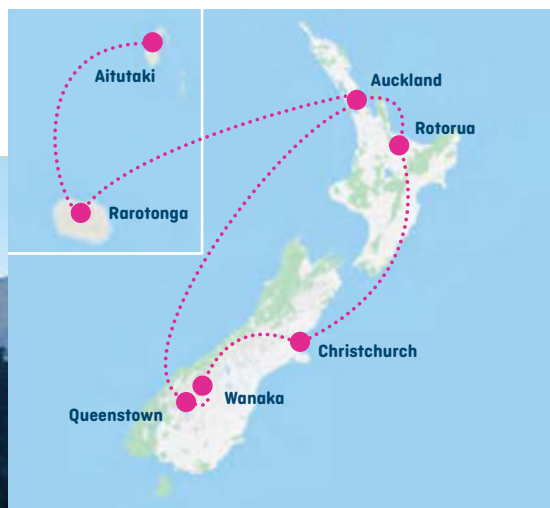 Aitutaki
Auckland
Rotorua
Rarotonga
Christchurch
Wanaka
Queenstown